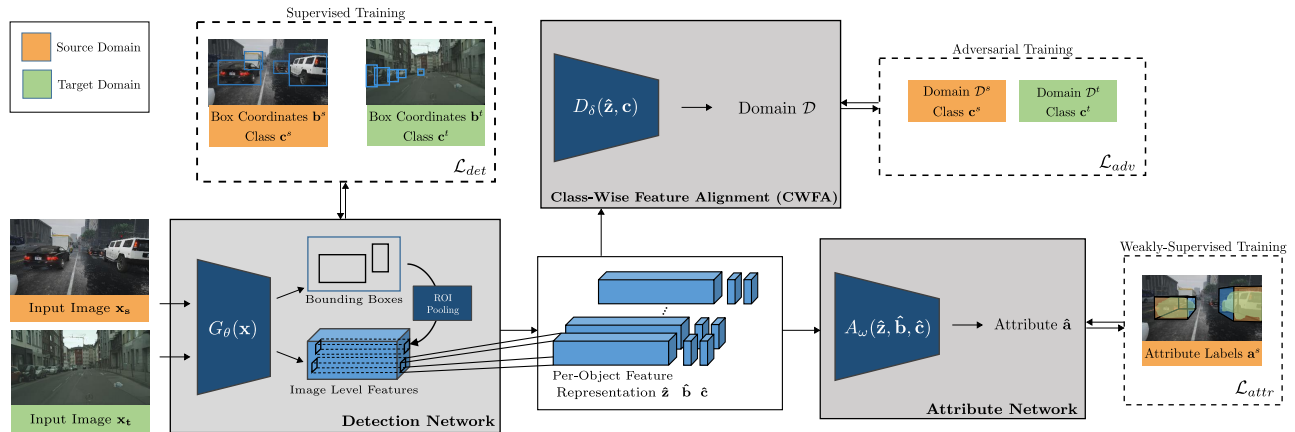 Source Domain
Target Domain
Supervised Training
Box Coordinates b^s
Class c^s
Box Coordinates b^t
Class c^t
ℒ_det
D_δ(ẑ, c)
Domain 𝒟
Class-Wise Feature Alignment (CWFA)
Adversarial Training
Domain 𝒟^s
Class c^s
Domain 𝒟^t
Class c^t
ℒ_adv
Input Image x_s
Input Image x_t
G_θ(x)
Bounding Boxes
ROI
Pooling
Image Level Features
Detection Network
Per-Object Feature
Representation ẑ b̂ ĉ
A_ω(ẑ, b̂, ĉ)
Attribute â
Attribute Network
Weakly-Supervised Training
Attribute Labels a^s
ℒ_attr